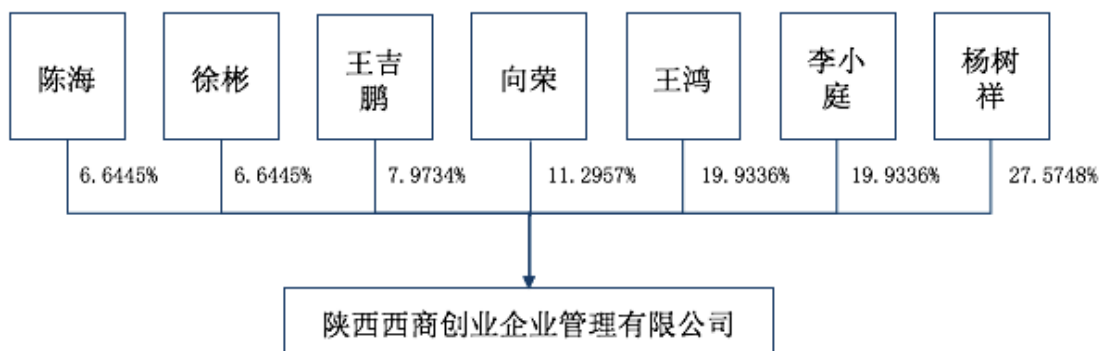 陈海
徐彬
王吉
鹏
向荣
王鸿
李小
庭
杨树
祥
6.6445%
6.6445%
7.9734%
11.2957%
19.9336%
19.9336%
27.5748%
陕西西商创业企业管理有限公司